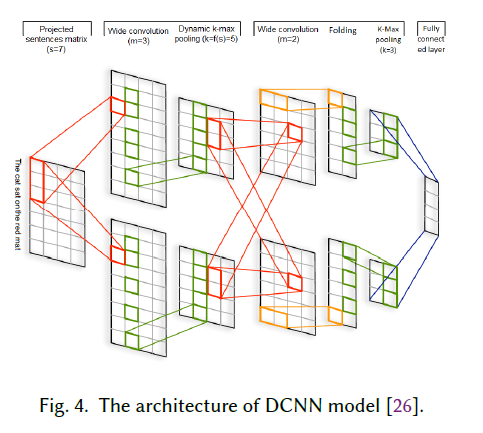 Projected
sentences matrix
(s=7)
Wide convolution
(m=3)
Dynamic k-max
pooling (k=f(s)=5)
Wide convolution
(m=2)
Folding
K-Max
pooling
(k=3)
Fully
connect
ed layer
The cat sat on the red mat
Fig. 4. The architecture of DCNN model [26].